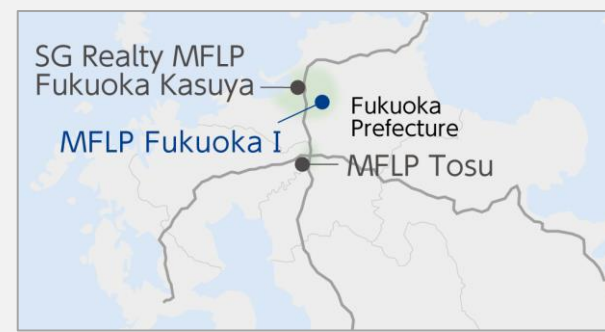 SG Realty MFLP
Fukuoka Kasuya
MFLP Fukuoka I
Fukuoka
Prefecture
MFLP Tosu